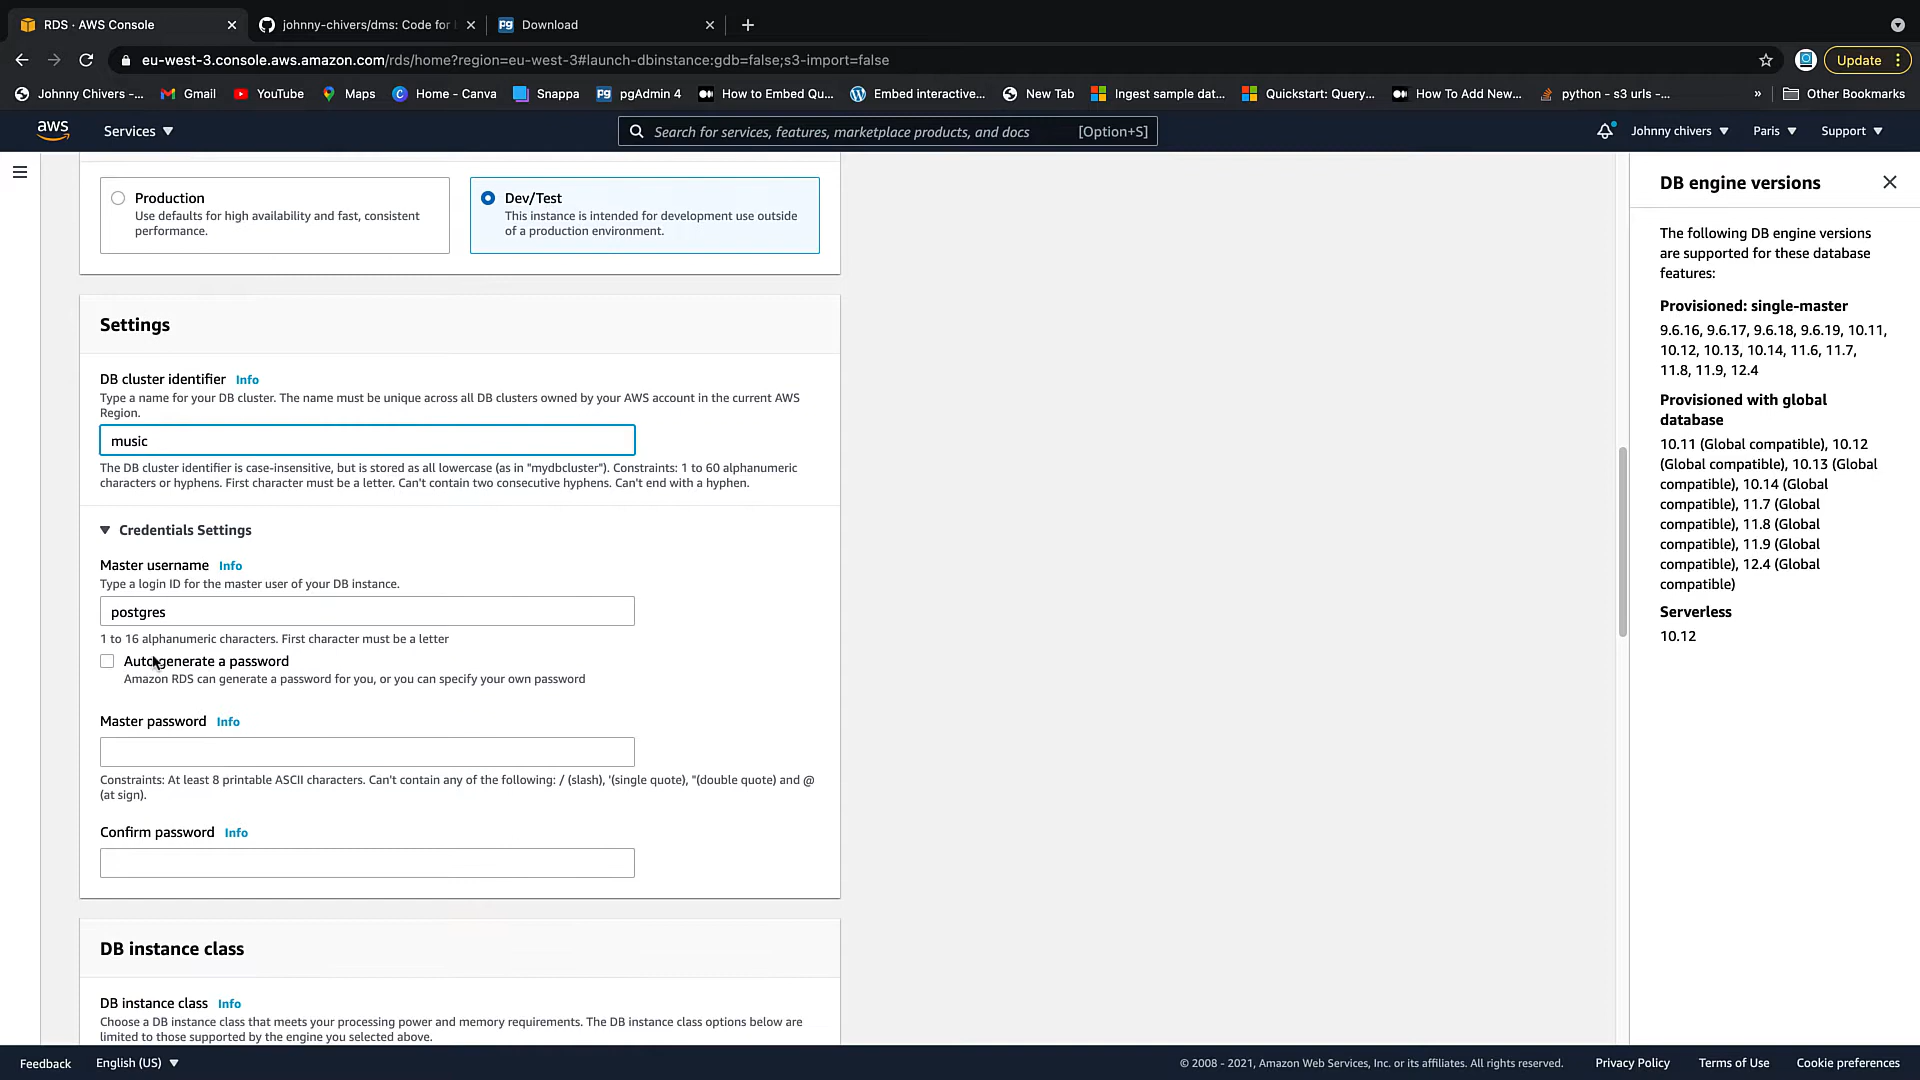 RDS · AWS Console
johnny-chivers/dms: Code for
Download
eu-west-3.console.aws.amazon.com/rds/home?region=eu-west-3#launch-dbinstance:gdb=false;s3-import=false
Update
Johnny Chivers -...
Gmail
YouTube
Maps
Home - Canva
Snappa
pgAdmin 4
How to Embed Qu...
Embed interactive...
New Tab
Ingest sample dat...
Quickstart: Query...
How To Add New...
python - s3 urls -...
»
Other Bookmarks
aws
Services
Search for services, features, marketplace products, and docs
[Option+S]
Johnny chivers
Paris
Support
Production
Use defaults for high availability and fast, consistent
performance.
Dev/Test
This instance is intended for development use outside
of a production environment.
Settings
DB cluster identifier Info
Type a name for your DB cluster. The name must be unique across all DB clusters owned by your AWS account in the current AWS
Region.
music
The DB cluster identifier is case-insensitive, but is stored as all lowercase (as in "mydbcluster"). Constraints: 1 to 60 alphanumeric
characters or hyphens. First character must be a letter. Can't contain two consecutive hyphens. Can't end with a hyphen.
Credentials Settings
Master username Info
Type a login ID for the master user of your DB instance.
postgres
1 to 16 alphanumeric characters. First character must be a letter
Auto generate a password
Amazon RDS can generate a password for you, or you can specify your own password
Master password Info
Constraints: At least 8 printable ASCII characters. Can't contain any of the following: / (slash), '(single quote), "(double quote) and @
(at sign).
Confirm password Info
DB instance class
DB instance class Info
Choose a DB instance class that meets your processing power and memory requirements. The DB instance class options below are
limited to those supported by the engine you selected above.
DB engine versions
The following DB engine versions
are supported for these database
features:
Provisioned: single-master
9.6.16, 9.6.17, 9.6.18, 9.6.19, 10.11,
10.12, 10.13, 10.14, 11.6, 11.7,
11.8, 11.9, 12.4
Provisioned with global
database
10.11 (Global compatible), 10.12
(Global compatible), 10.13 (Global
compatible), 10.14 (Global
compatible), 11.7 (Global
compatible), 11.8 (Global
compatible), 11.9 (Global
compatible), 12.4 (Global
compatible)
Serverless
10.12
Feedback
English (US)
© 2008 - 2021, Amazon Web Services, Inc. or its affiliates. All rights reserved.
Privacy Policy
Terms of Use
Cookie preferences